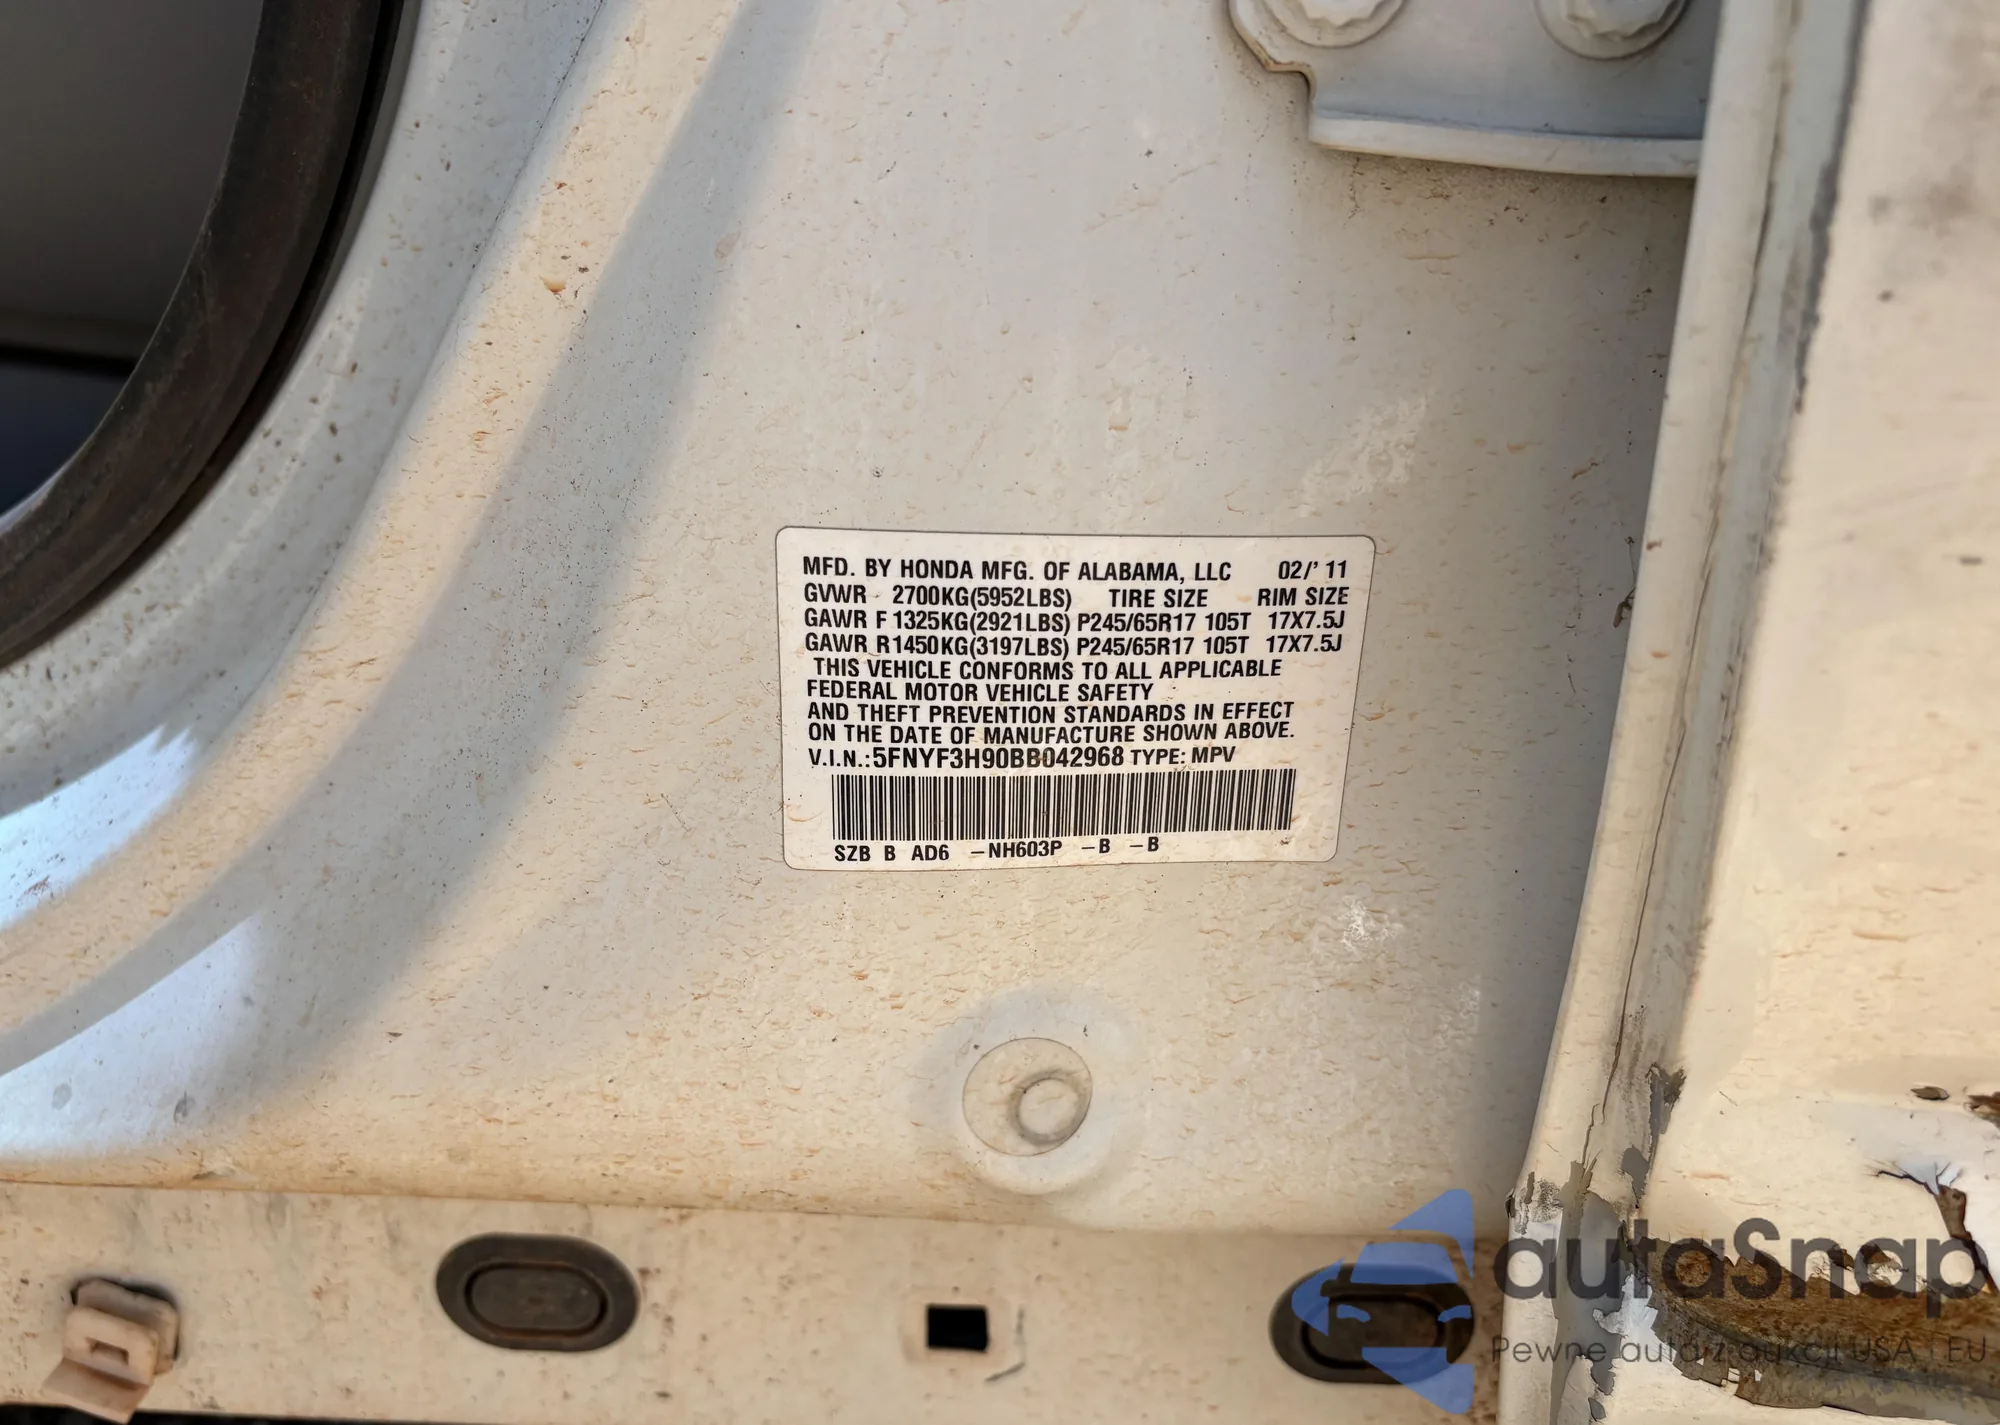 MFD. BY HONDA MFG. OF ALABAMA, LLC 02/' 11
GVWR 2700KG(5952LBS) TIRE SIZE RIM SIZE
GAWR F 1325KG(2921LBS) P245/65R17 105T 17X7.5J
GAWR R1450KG(3197LBS) P245/65R17 105T 17X7.5J
THIS VEHICLE CONFORMS TO ALL APPLICABLE
FEDERAL MOTOR VEHICLE SAFETY
AND THEFT PREVENTION STANDARDS IN EFFECT
ON THE DATE OF MANUFACTURE SHOWN ABOVE.
V.I.N.:5FNYF3H90BB042968 TYPE: MPV
SZB B AD6 -NH603P -B -B
autaSnap
Pewne auta z aukcji USA i EU